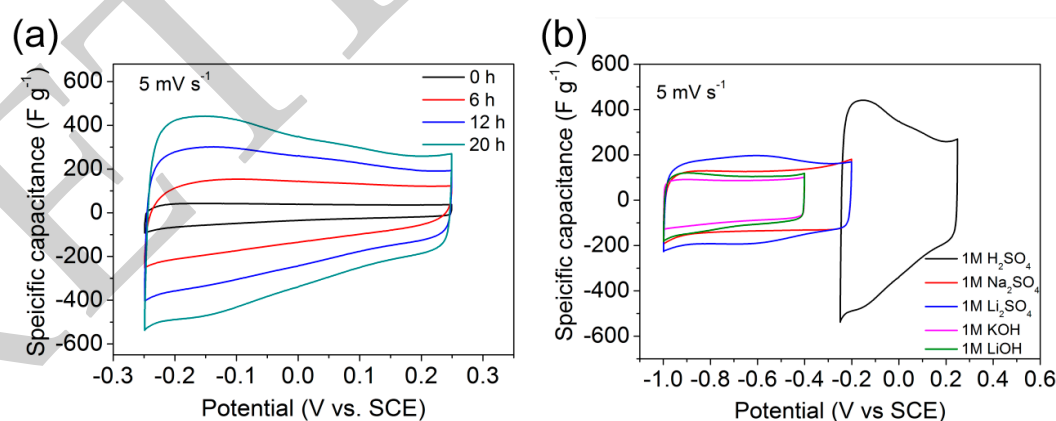 (a)
5 mV s⁻¹
0 h
6 h
12 h
20 h
600
400
200
0
-200
-400
-600
Speicific capacitance (F g⁻¹)
-0.3 -0.2 -0.1 0.0 0.1 0.2 0.3
Potential (V vs. SCE)
(b)
5 mV s⁻¹
600
400
200
0
-200
-400
-600
Speicific capacitance (F g⁻¹)
1M H₂SO₄
1M Na₂SO₄
1M Li₂SO₄
1M KOH
1M LiOH
-1.0 -0.8 -0.6 -0.4 -0.2 0.0 0.2 0.4 0.6
Potential (V vs SCE)